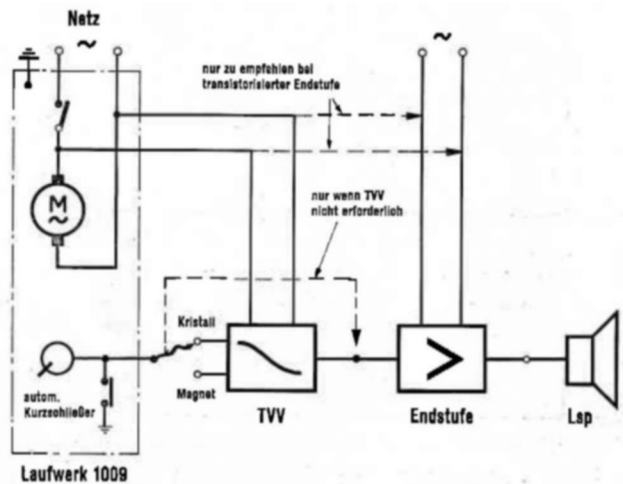 Netz
~
~
nur zu empfehlen bei
transistorisierter Endstufe
M
~
nur wenn TVV
nicht erforderlich
Kristall
autom.
Kurzschließer
Magnet
TVV
Endstufe
Lsp
Laufwerk 1009